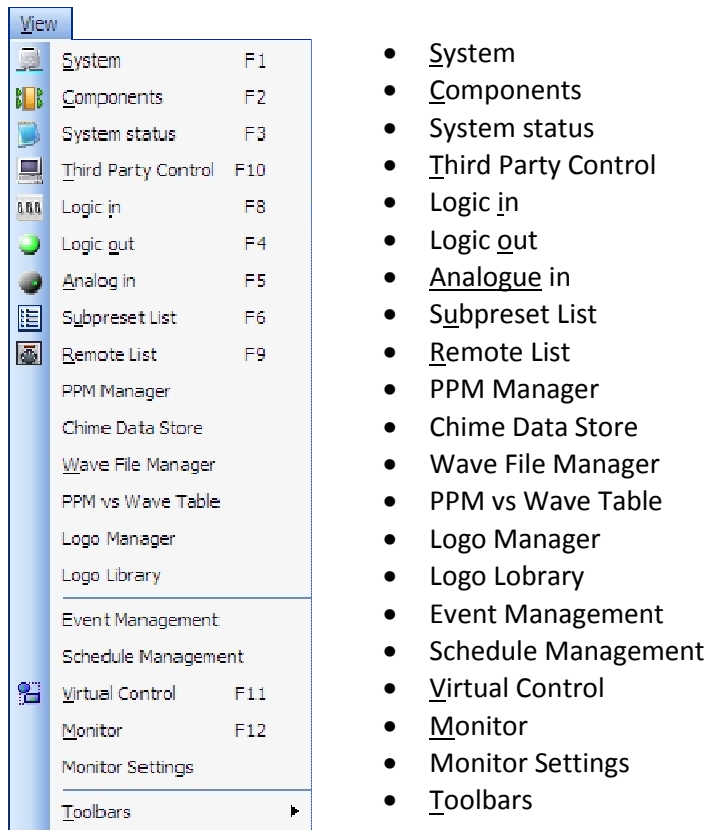 View
System F1
Components F2
System status F3
Third Party Control F10
Logic in F8
Logic out F4
Analog in F5
Subpreset List F6
Remote List F9
PPM Manager
Chime Data Store
Wave File Manager
PPM vs Wave Table
Logo Manager
Logo Library
Event Management
Schedule Management
Virtual Control F11
Monitor F12
Monitor Settings
Toolbars
• System
• Components
• System status
• Third Party Control
• Logic in
• Logic out
• Analogue in
• Subpreset List
• Remote List
• PPM Manager
• Chime Data Store
• Wave File Manager
• PPM vs Wave Table
• Logo Manager
• Logo Lobrary
• Event Management
• Schedule Management
• Virtual Control
• Monitor
• Monitor Settings
• Toolbars